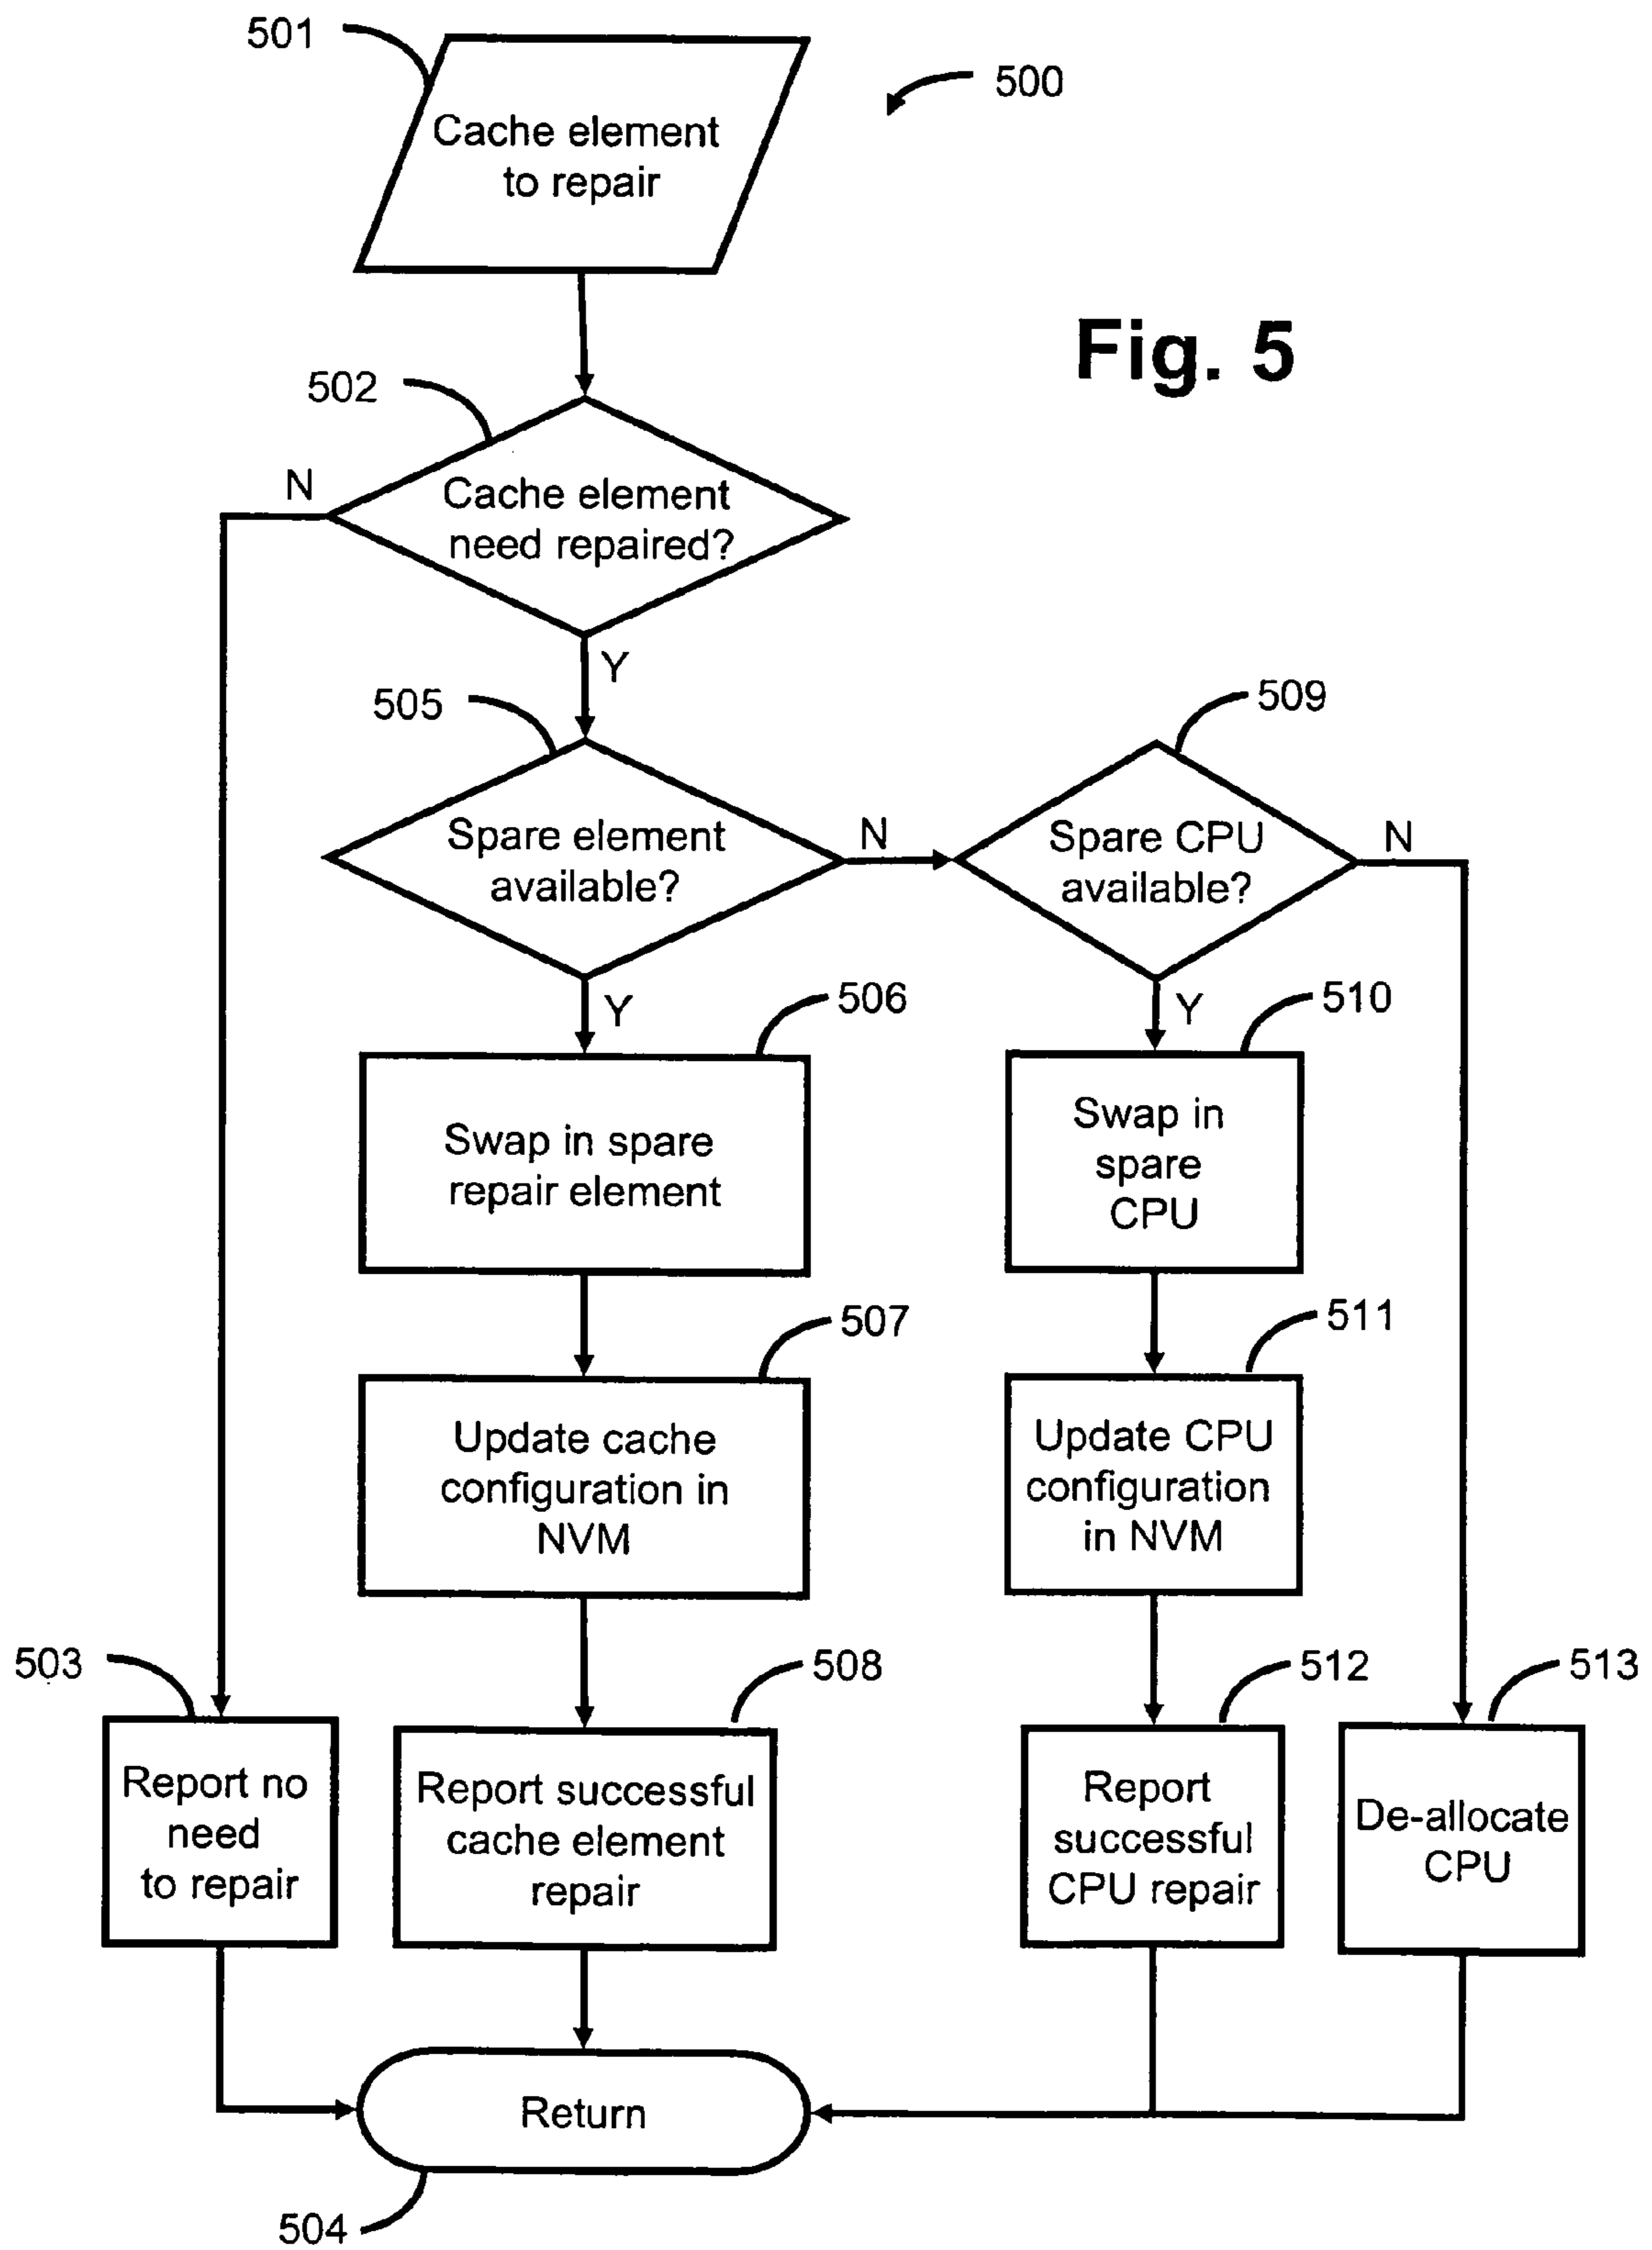 501
500
Cache element
to repair
Fig. 5
502
N
Cache element
need repaired?
Y
505
509
Spare element
available?
N
Spare CPU
available?
N
Y
506
Y
510
Swap in spare
repair element
Swap in
spare
CPU
507
511
Update cache
configuration in
NVM
Update CPU
configuration
in NVM
503
508
512
513
Report no
need
to repair
Report successful
cache element
repair
Report
successful
CPU repair
De-allocate
CPU
Return
504